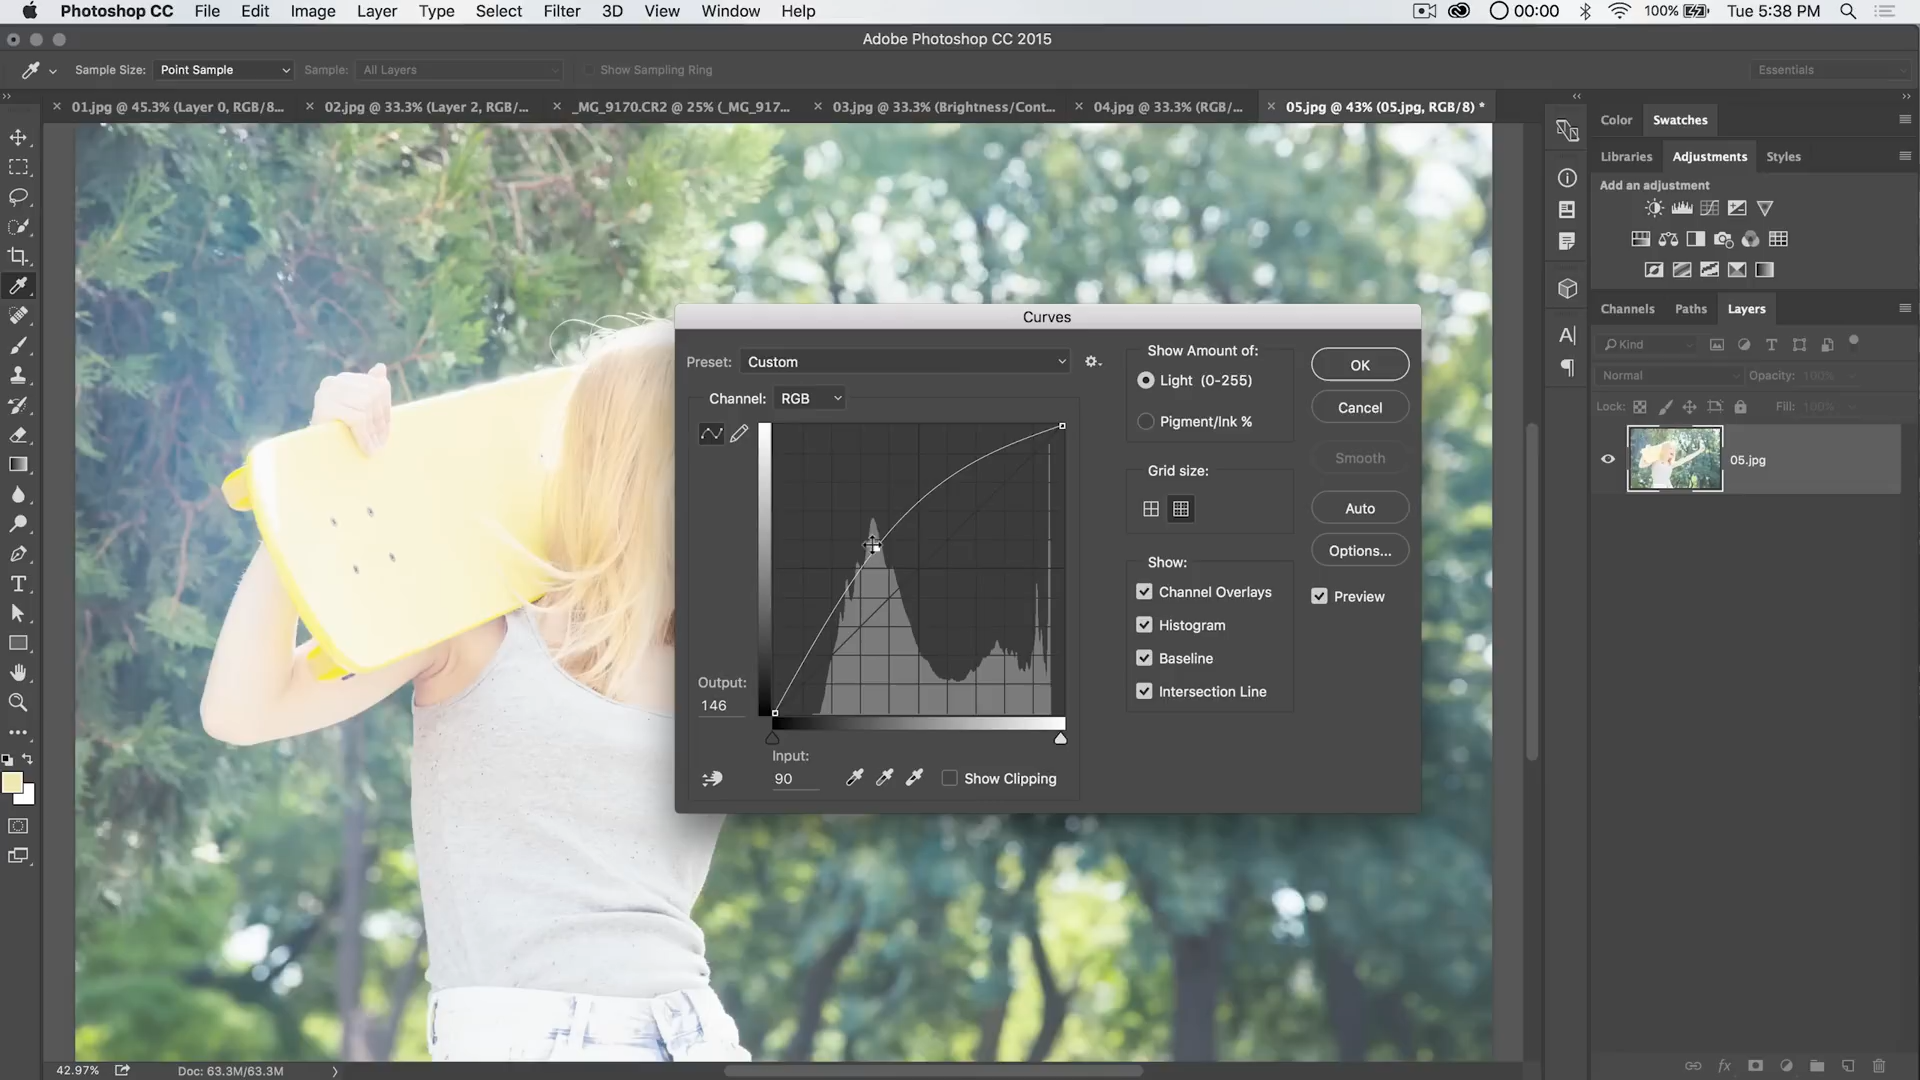 Photoshop CC File Edit Image Layer Type Select Filter 3D View Window Help 00:00 100% Tue 5:38 PM
Adobe Photoshop CC 2015
Sample Size: Point Sample Sample: All Layers Show Sampling Ring Essentials
01.jpg @ 45.3% (Layer 0, RGB/8... 02.jpg @ 33.3% (Layer 2, RGB/... _MG_9170.CR2 @ 25% (_MG_917... 03.jpg @ 33.3% (Brightness/Cont... 04.jpg @ 33.3% (RGB/... 05.jpg @ 43% (05.jpg, RGB/8) *
Color Swatches
Libraries Adjustments Styles
Add an adjustment
Channels Paths Layers
Kind
Normal Opacity: 100%
Lock: Fill: 100%
05.jpg
Curves
Preset: Custom
Channel: RGB
Output:
146
Input:
90
Show Clipping
Show Amount of:
Light (0-255)
Pigment/Ink %
Grid size:
Show:
Channel Overlays
Histogram
Baseline
Intersection Line
OK
Cancel
Smooth
Auto
Options...
Preview
42.97% Doc: 63.3M/63.3M